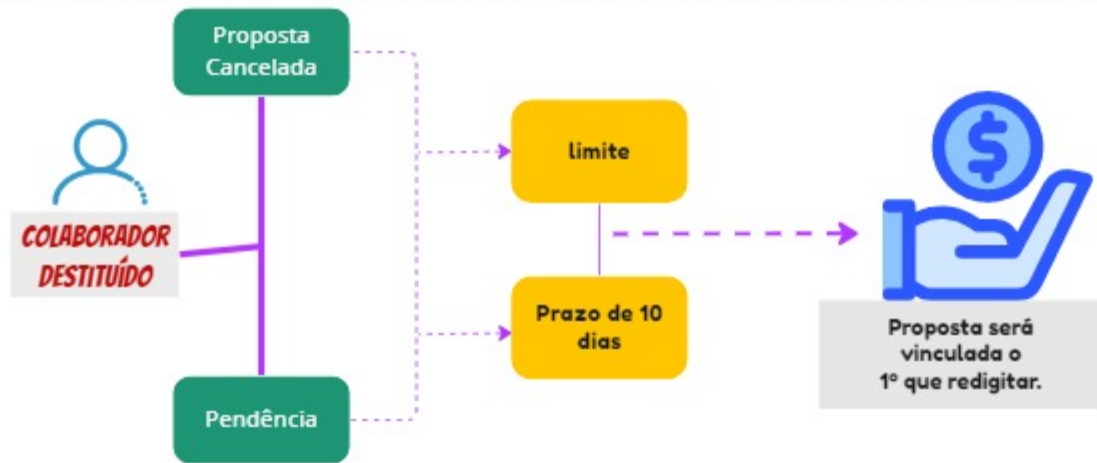 Proposta
Cancelada
COLABORADOR
DESTITUÍDO
Pendência
limite
Prazo de 10
dias
$
Proposta será
vinculada o
1º que redigitar.